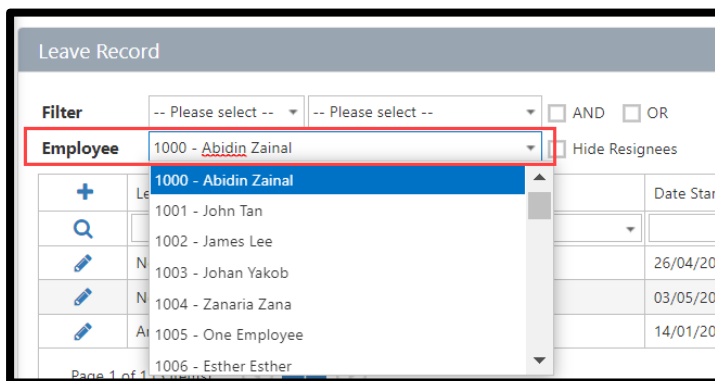 Leave Record
Filter -- Please select -- -- Please select -- AND OR
Employee 1000 - Abidin Zainal Hide Resignees
1000 - Abidin Zainal
Date Star
1001 - John Tan
1002 - James Lee
1003 - Johan Yakob
26/04/20
1004 - Zanaria Zana
03/05/20
1005 - One Employee
14/01/20
1006 - Esther Esther
Page 1 of 1